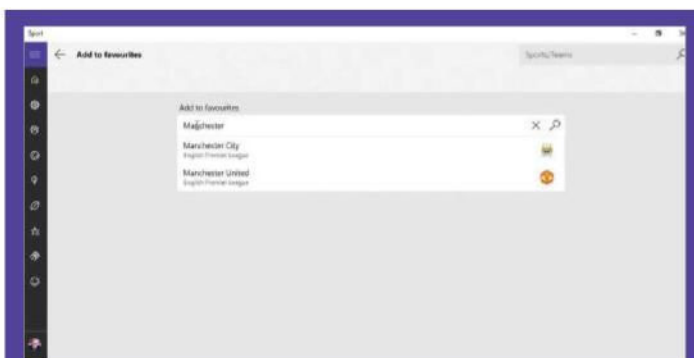 Sport
Add to favourites
Sports/Teams
Add to favourites
Manchester
Manchester City
English Premier League
Manchester United
English Premier League